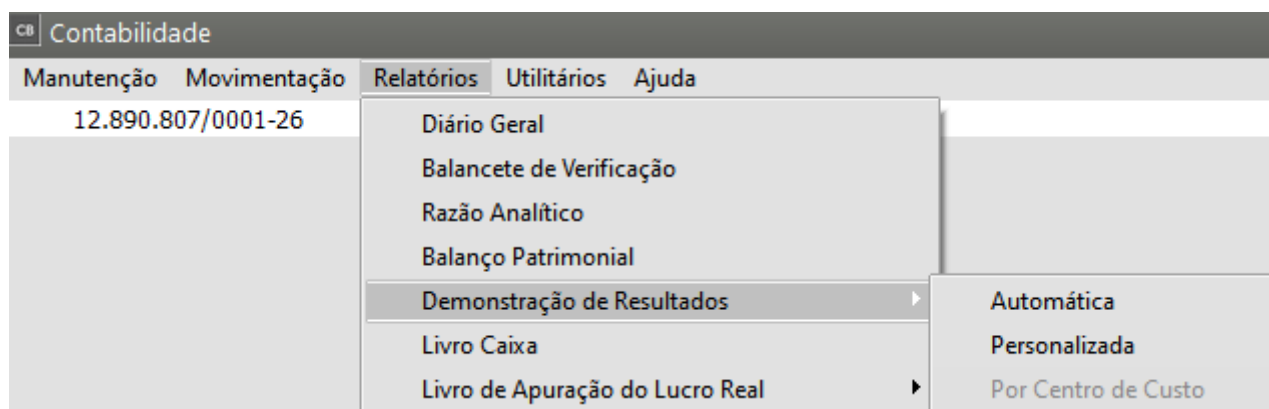 CB Contabilidade
Manutenção Movimentação Relatórios Utilitários Ajuda
12.890.807/0001-26
Diário Geral
Balancete de Verificação
Razão Analítico
Balanço Patrimonial
Demonstração de Resultados
Automática
Livro Caixa
Personalizada
Livro de Apuração do Lucro Real
Por Centro de Custo